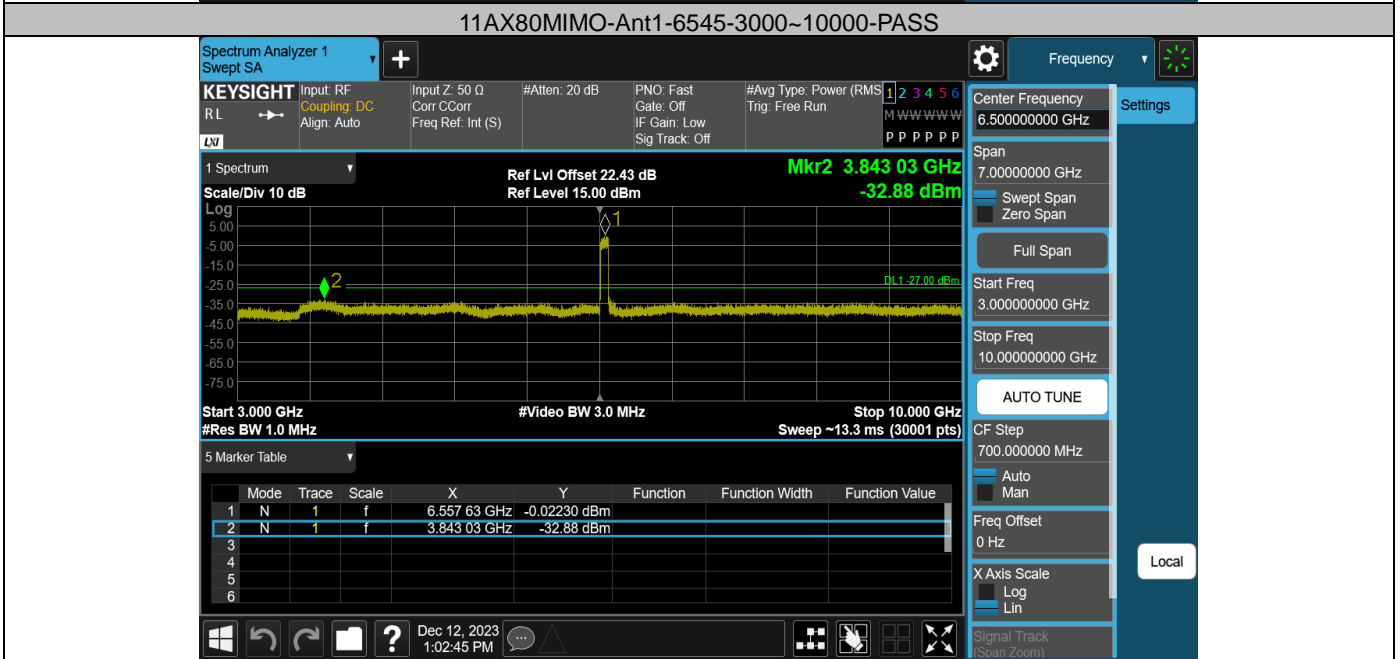 11AX80MIMO-Ant1-6545-3000~10000-PASS
Spectrum Analyzer 1
Swept SA
+
Frequency
KEYSIGHT
RL
LXI
Input: RF
Coupling: DC
Align: Auto
Input Z: 50 Ω
Corr CCorr
Freq Ref: Int (S)
#Atten: 20 dB
PNO: Fast
Gate: Off
IF Gain: Low
Sig Track: Off
#Avg Type: Power (RMS
Trig: Free Run
1 2 3 4 5 6
M W W W W W
P P P P P P
1 Spectrum
Scale/Div 10 dB
Ref Lvl Offset 22.43 dB
Ref Level 15.00 dBm
Mkr2 3.843 03 GHz
-32.88 dBm
Log
5.00
-5.00
-15.0
-25.0
-35.0
-45.0
-55.0
-65.0
-75.0
1
2
DL1 -27.00 dBm
Start 3.000 GHz
#Res BW 1.0 MHz
#Video BW 3.0 MHz
Stop 10.000 GHz
Sweep ~13.3 ms (30001 pts)
5 Marker Table
Mode Trace Scale X Y Function Function Width Function Value
1 N 1 f 6.557 63 GHz -0.02230 dBm
2 N 1 f 3.843 03 GHz -32.88 dBm
3
4
5
6
Dec 12, 2023
1:02:45 PM
?
Center Frequency
6.500000000 GHz
Settings
Span
7.00000000 GHz
Swept Span
Zero Span
Full Span
Start Freq
3.000000000 GHz
Stop Freq
10.000000000 GHz
AUTO TUNE
CF Step
700.000000 MHz
Auto
Man
Freq Offset
0 Hz
X Axis Scale
Log
Lin
Local
Signal Track
(Span Zoom)